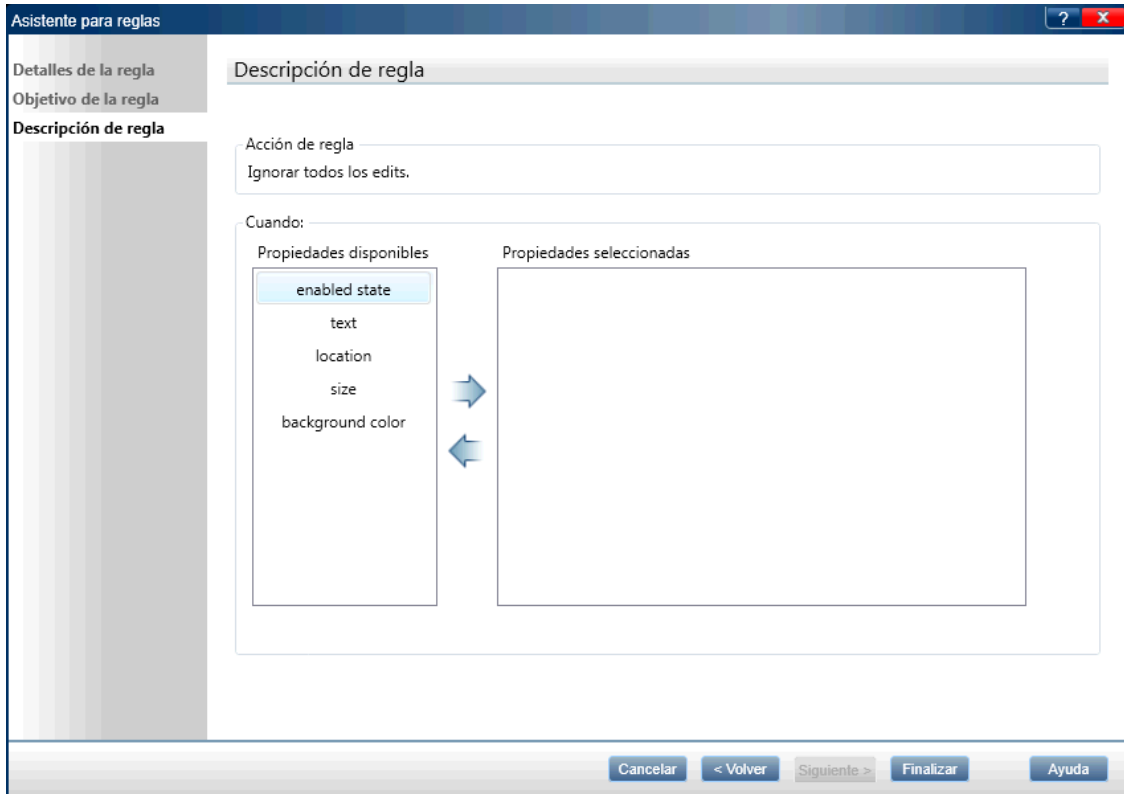 Asistente para reglas
?
X
Detalles de la regla
Objetivo de la regla
Descripción de regla
Descripción de regla
Acción de regla
Ignorar todos los edits.
Cuando:
Propiedades disponibles
Propiedades seleccionadas
enabled state
text
location
size
background color
Cancelar
< Volver
Siguiente >
Finalizar
Ayuda